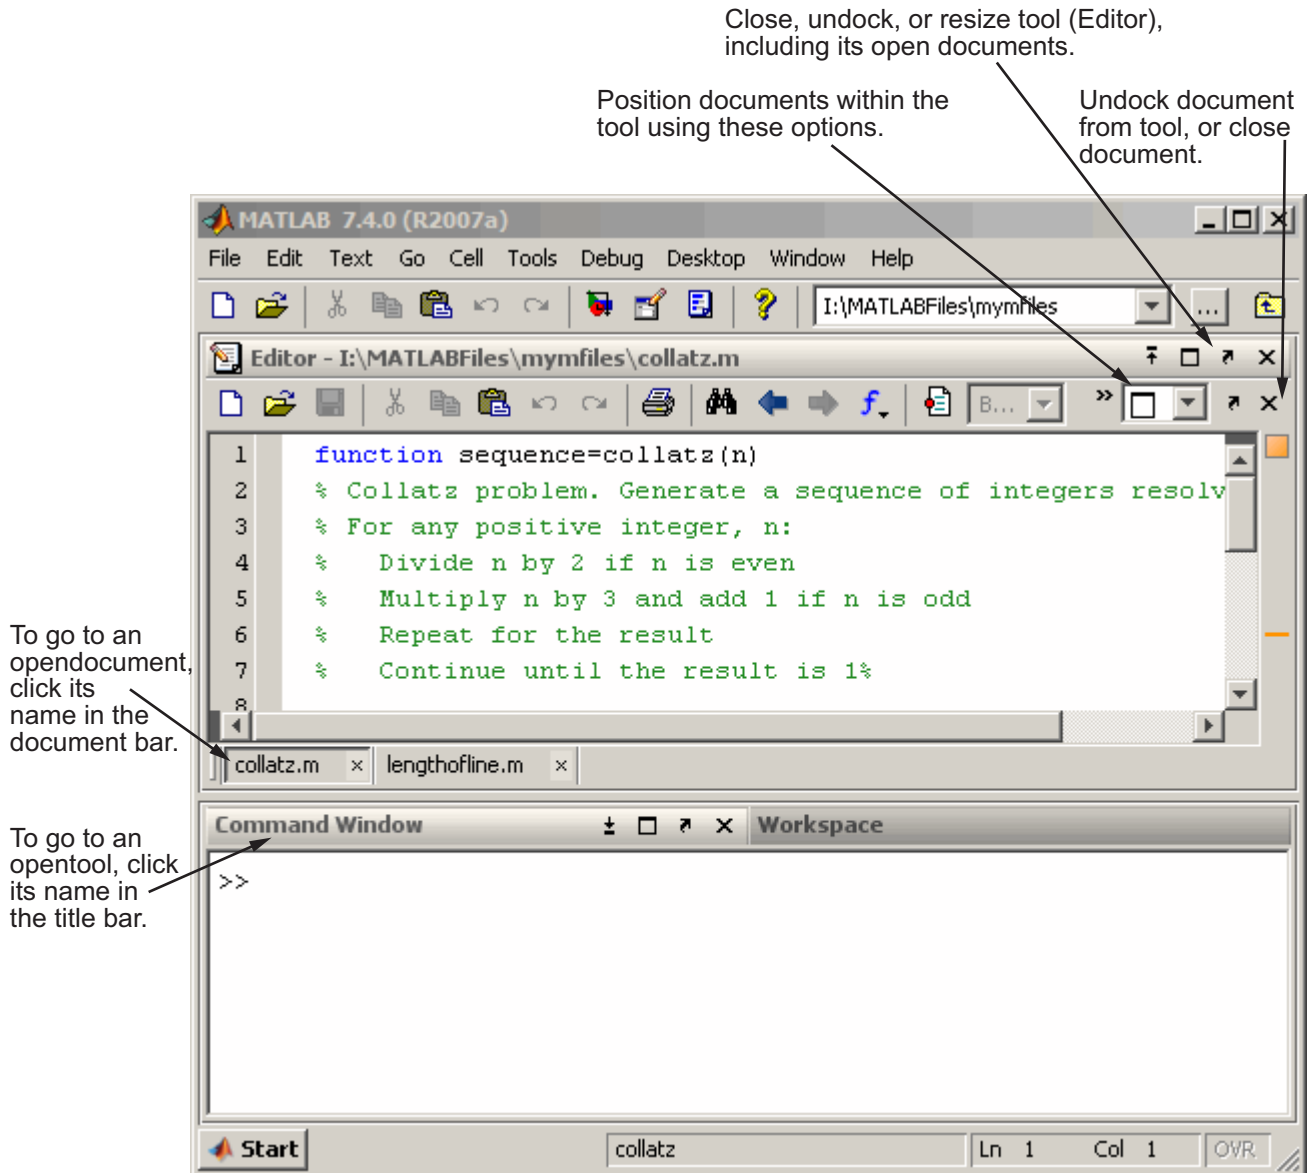 Close, undock, or resize tool (Editor),
including its open documents.
Position documents within the
tool using these options.
Undock document
from tool, or close
document.
MATLAB 7.4.0 (R2007a)
File Edit Text Go Cell Tools Debug Desktop Window Help
I:\MATLABFiles\mymfiles
...
Editor - I:\MATLABFiles\mymfiles\collatz.m
B...
1 function sequence=collatz(n)
2 % Collatz problem. Generate a sequence of integers resolv
3 % For any positive integer, n:
4 % Divide n by 2 if n is even
5 % Multiply n by 3 and add 1 if n is odd
6 % Repeat for the result
7 % Continue until the result is 1%
8
To go to an
opendocument,
click its
name in the
document bar.
collatz.m × lengthofline.m ×
Command Window Workspace
To go to an
opentool, click
its name in
the title bar.
>>
Start collatz Ln 1 Col 1 OVR